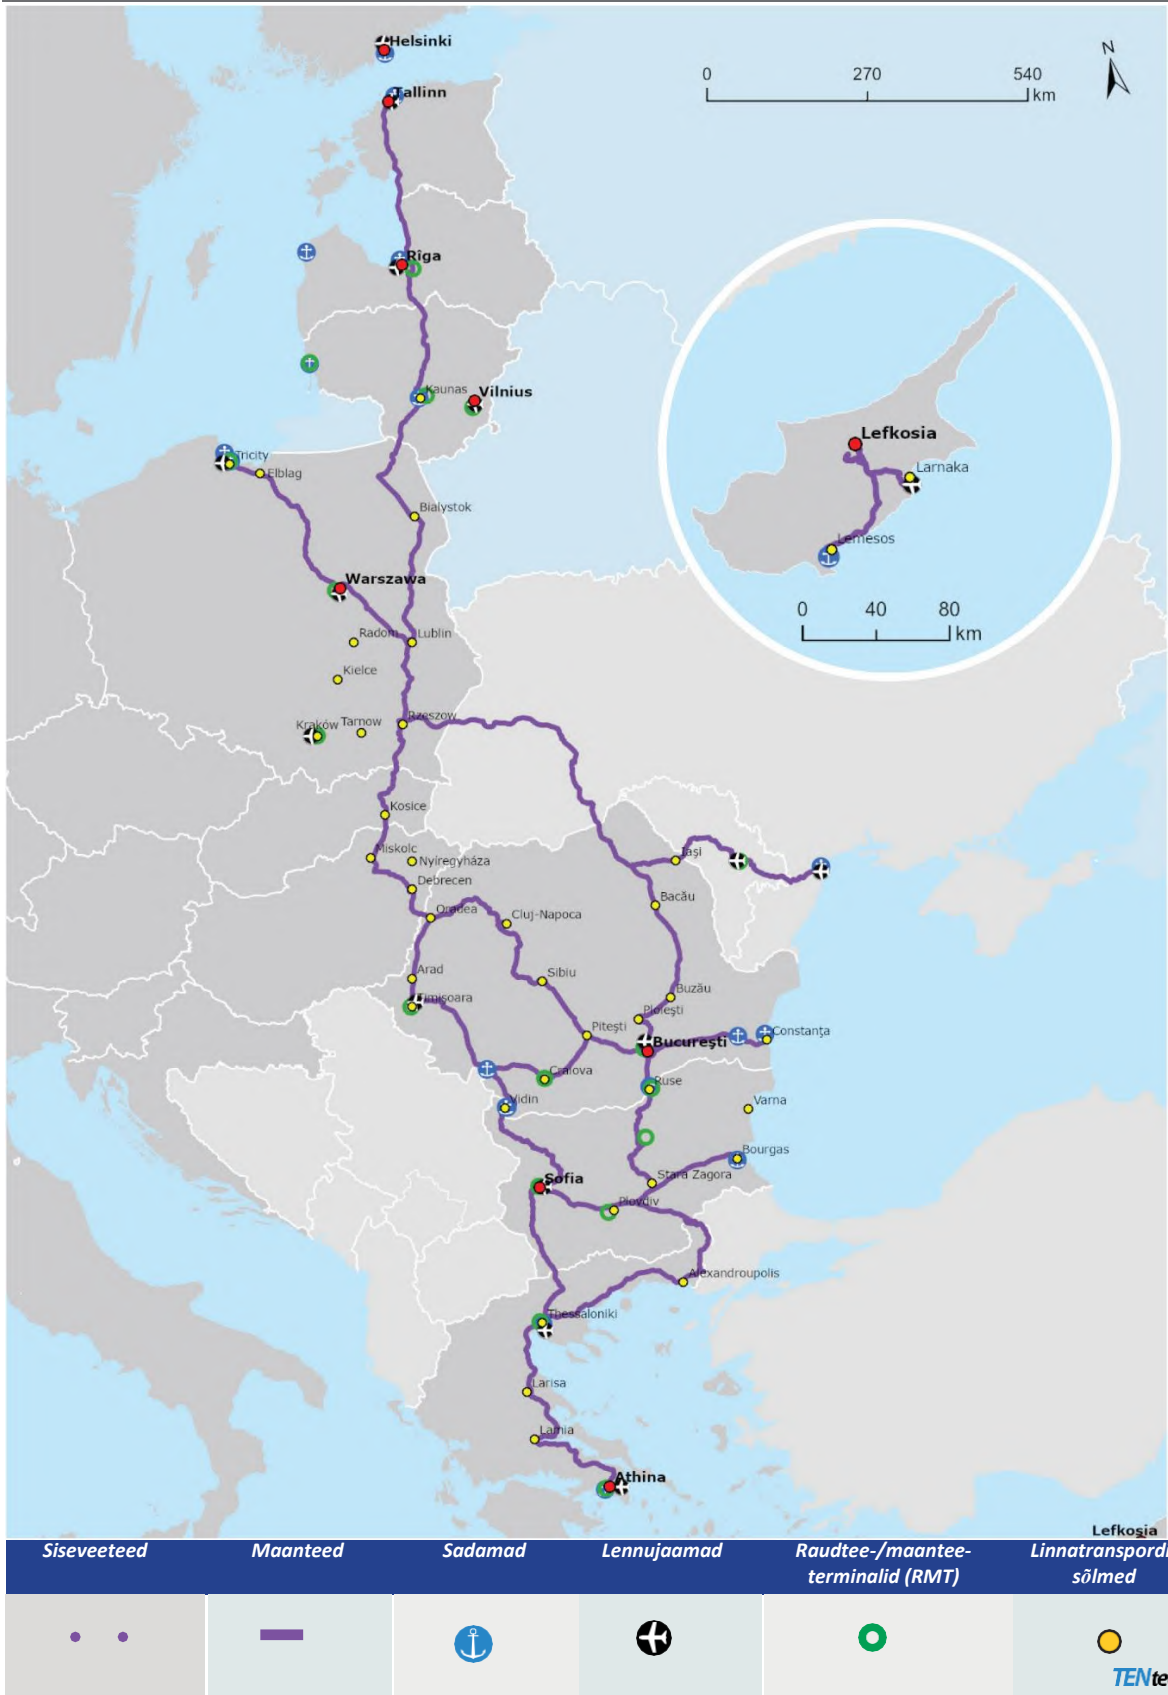 Helsinki
Tallinn
N
0 270 540
km
Rīga
Kaunas
Vilnius
Tricity
Elblag
Bialystok
Warszawa
Radom
Lublin
Kielce
Kraków
Tarnow
Rzeszow
Lefkosia
Larnaka
Lemesos
0 40 80
km
Kosice
Miskolc
Nyíregyháza
Debrecen
Oradea
Cluj-Napoca
Iaşi
Bacău
Arad
Sibiu
Timişoara
Buzău
Ploieşti
Piteşti
Bucureşti
Constanţa
Craiova
Ruse
Vidin
Varna
Bourgas
Stara Zagora
Sofia
Plovdiv
Alexandroupolis
Thessaloniki
Larisa
Lamia
Athina
Lefkosia
Siseveeteed Maanteed Sadamad Lennujaamad Raudtee-/maantee- Linnatranspordi
terminalid (RMT) sõlmed
TENte